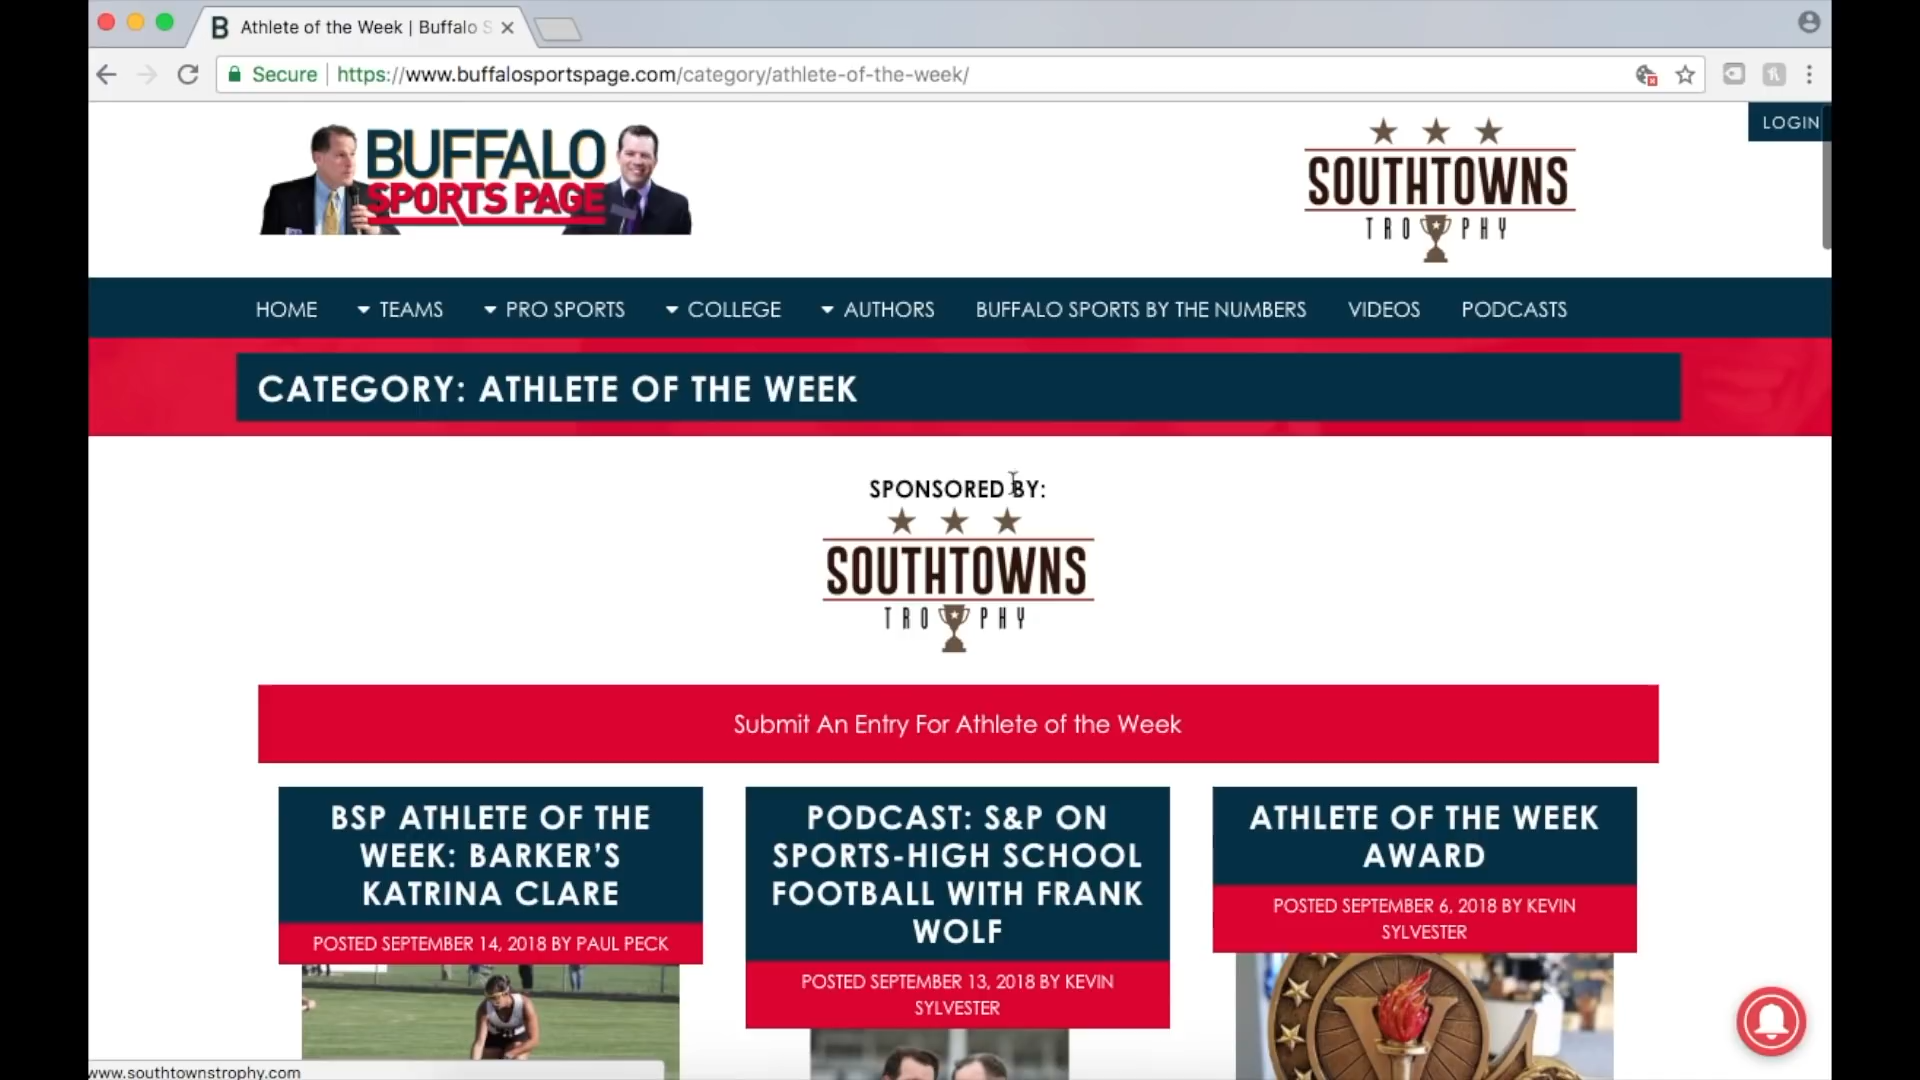 Athlete of the Week | Buffalo S
Secure https://www.buffalosportspage.com/category/athlete-of-the-week/
LOGIN
BUFFALO
SPORTS PAGE
SOUTHTOWNS
TROPHY
HOME TEAMS PRO SPORTS COLLEGE AUTHORS BUFFALO SPORTS BY THE NUMBERS VIDEOS PODCASTS
CATEGORY: ATHLETE OF THE WEEK
SPONSORED BY:
SOUTHTOWNS
TROPHY
Submit An Entry For Athlete of the Week
BSP ATHLETE OF THE
WEEK: BARKER’S
KATRINA CLARE
POSTED SEPTEMBER 14, 2018 BY PAUL PECK
PODCAST: S&P ON
SPORTS-HIGH SCHOOL
FOOTBALL WITH FRANK
WOLF
POSTED SEPTEMBER 13, 2018 BY KEVIN
SYLVESTER
ATHLETE OF THE WEEK
AWARD
POSTED SEPTEMBER 6, 2018 BY KEVIN
SYLVESTER
www.southtownstrophy.com